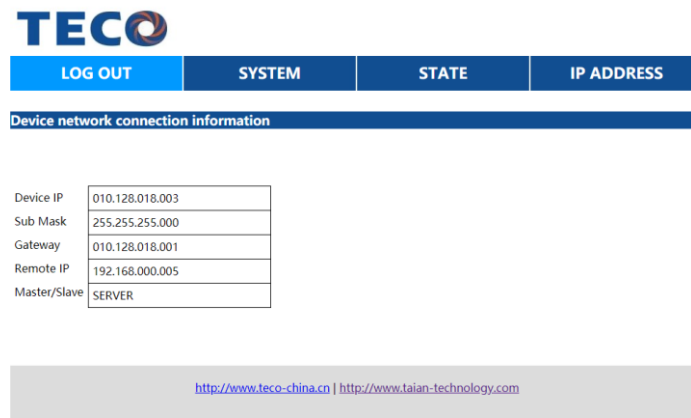 TECO
LOG OUT SYSTEM STATE IP ADDRESS
Device network connection information
Device IP 010.128.018.003
Sub Mask 255.255.255.000
Gateway 010.128.018.001
Remote IP 192.168.000.005
Master/Slave SERVER
http://www.teco-china.cn | http://www.taian-technology.com